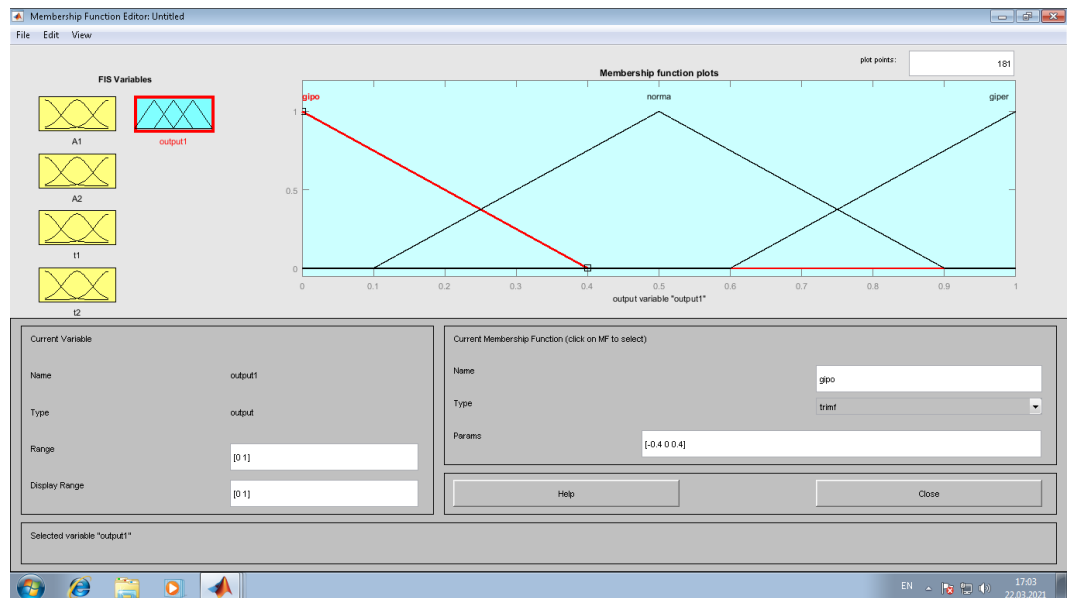 Membership Function Editor: Untitled
File Edit View
FIS Variables
A1
output1
A2
t1
t2
plot points:
181
Membership function plots
gipo
norma
giper
1
0.5
0
0 0.1 0.2 0.3 0.4 0.5 0.6 0.7 0.8 0.9 1
output variable "output1"
Current Variable
Name output1
Type output
Range [0 1]
Display Range [0 1]
Current Membership Function (click on MF to select)
Name gipo
Type trimf
Params [-0.4 0 0.4]
Help
Close
Selected variable "output1"
EN
17:03
22.03.2021